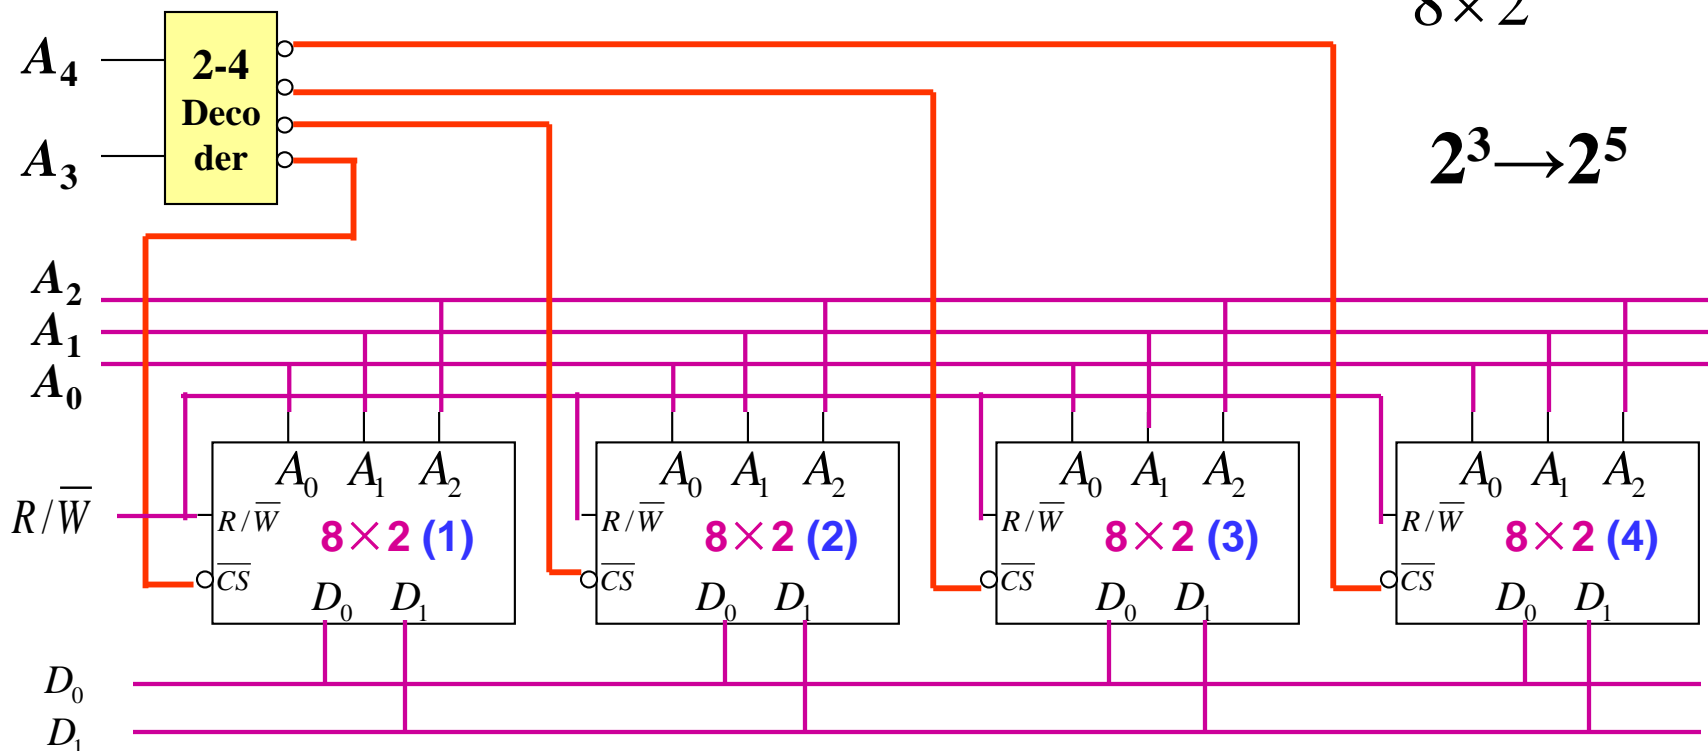 8×2
A₄
2-4
Deco
der
A₃
2³→2⁵
A₂
A₁
A₀
A₀ A₁ A₂ A₀ A₁ A₂ A₀ A₁ A₂ A₀ A₁ A₂
R/W̅ R/W̅ R/W̅ R/W̅ R/W̅
8×2 (1) 8×2 (2) 8×2 (3) 8×2 (4)
C̅S̅ C̅S̅ C̅S̅ C̅S̅
D₀ D₁ D₀ D₁ D₀ D₁ D₀ D₁
D₀
D₁